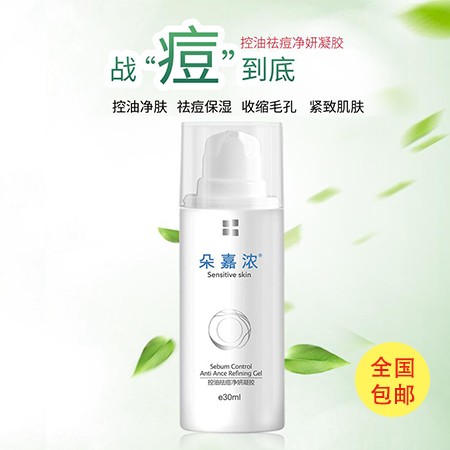 控油祛痘净妍凝胶
战“痘”到底
控油净肤 祛痘保湿 收缩毛孔 紧致肌肤
朵嘉浓®
Sensitive skin
Sebum Control
Anti Ance Refining Gel
控油祛痘净妍凝胶
e30ml
全国
包邮